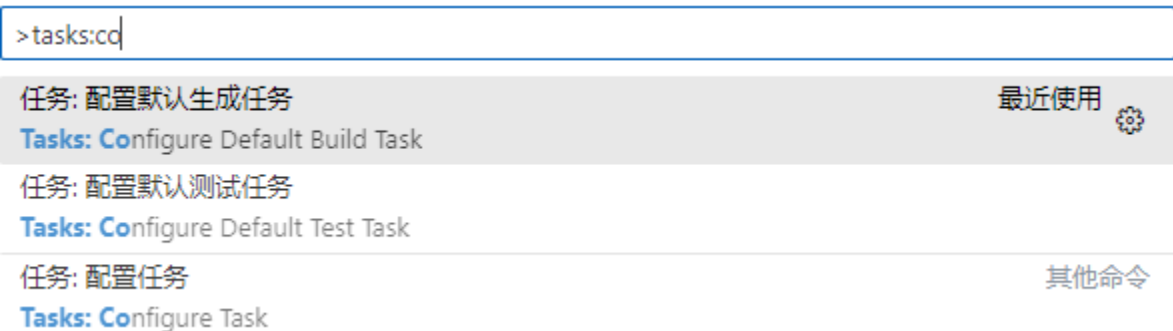 >tasks:co
任务: 配置默认生成任务 最近使用
Tasks: Configure Default Build Task
任务: 配置默认测试任务
Tasks: Configure Default Test Task
任务: 配置任务 其他命令
Tasks: Configure Task